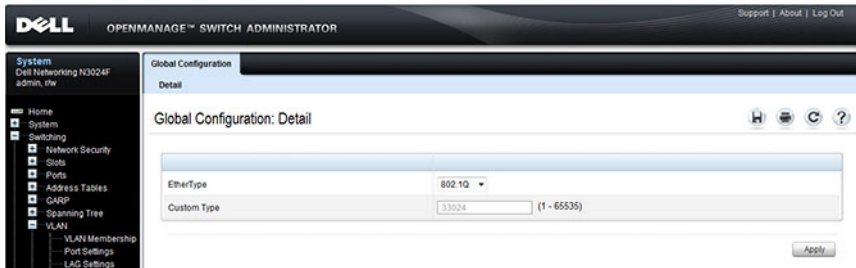 Support | About | Log Out
DELL OPENMANAGE™ SWITCH ADMINISTRATOR
System
Dell Networking N3024F
admin, r/w
Home
System
Switching
Network Security
Slots
Ports
Address Tables
GARP
Spanning Tree
VLAN
VLAN Membership
Port Settings
LAG Settings
Global Configuration
Detail
Global Configuration: Detail
EtherType 802.1Q
Custom Type 33024 (1 - 65535)
Apply